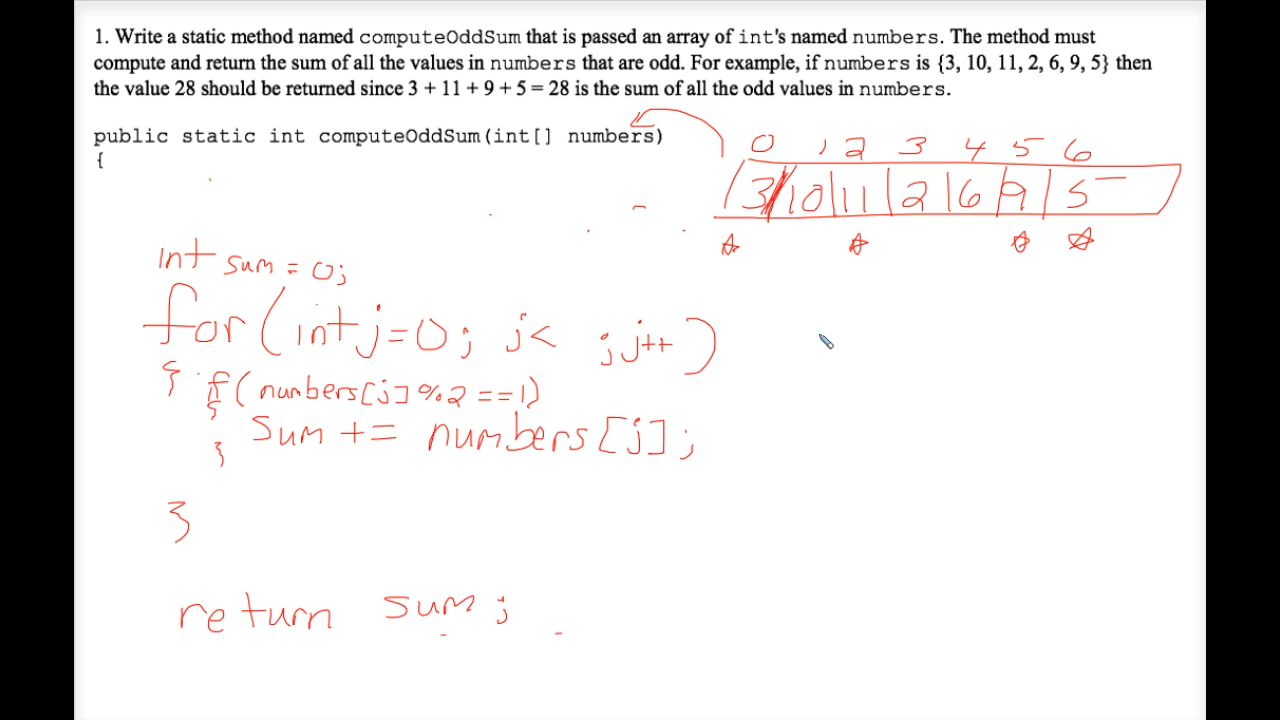 1. Write a static method named computeOddSum that is passed an array of int's named numbers. The method must
compute and return the sum of all the values in numbers that are odd. For example, if numbers is {3, 10, 11, 2, 6, 9, 5} then
the value 28 should be returned since 3 + 11 + 9 + 5 = 28 is the sum of all the odd values in numbers.
public static int computeOddSum(int[] numbers)
{
0 1 2 3 4 5 6
3 10 11 2 6 9 5
int sum = 0;
for (int j=0; j< ; j++)
{ if (numbers[j] % 2 == 1)
{
sum += numbers[j];
}
}
return sum;